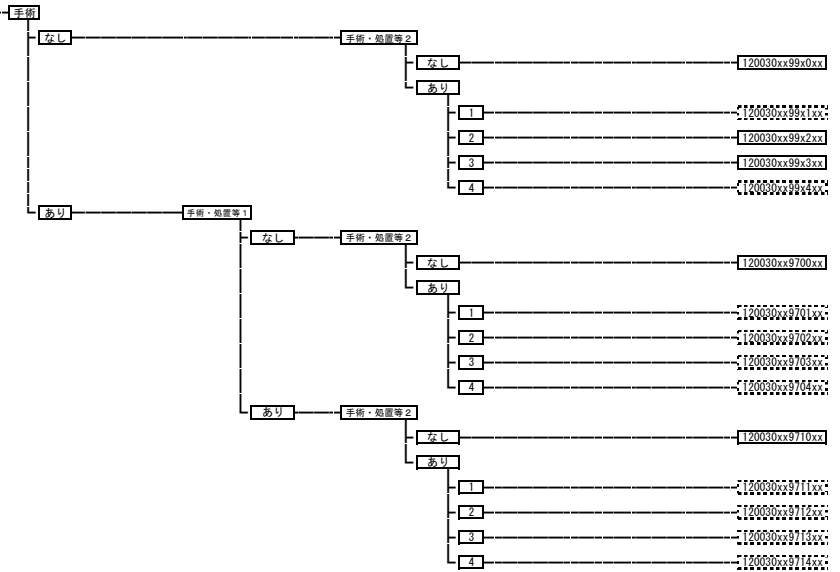 手術
なし 手術・処置等2
なし 120030xx99x0xx
あり
1 120030xx99x1xx
2 120030xx99x2xx
3 120030xx99x3xx
4 120030xx99x4xx
あり 手術・処置等1
なし 手術・処置等2
なし 120030xx9700xx
あり
1 120030xx9701xx
2 120030xx9702xx
3 120030xx9703xx
4 120030xx9704xx
あり 手術・処置等2
なし 120030xx9710xx
あり
1 120030xx9711xx
2 120030xx9712xx
3 120030xx9713xx
4 120030xx9714xx